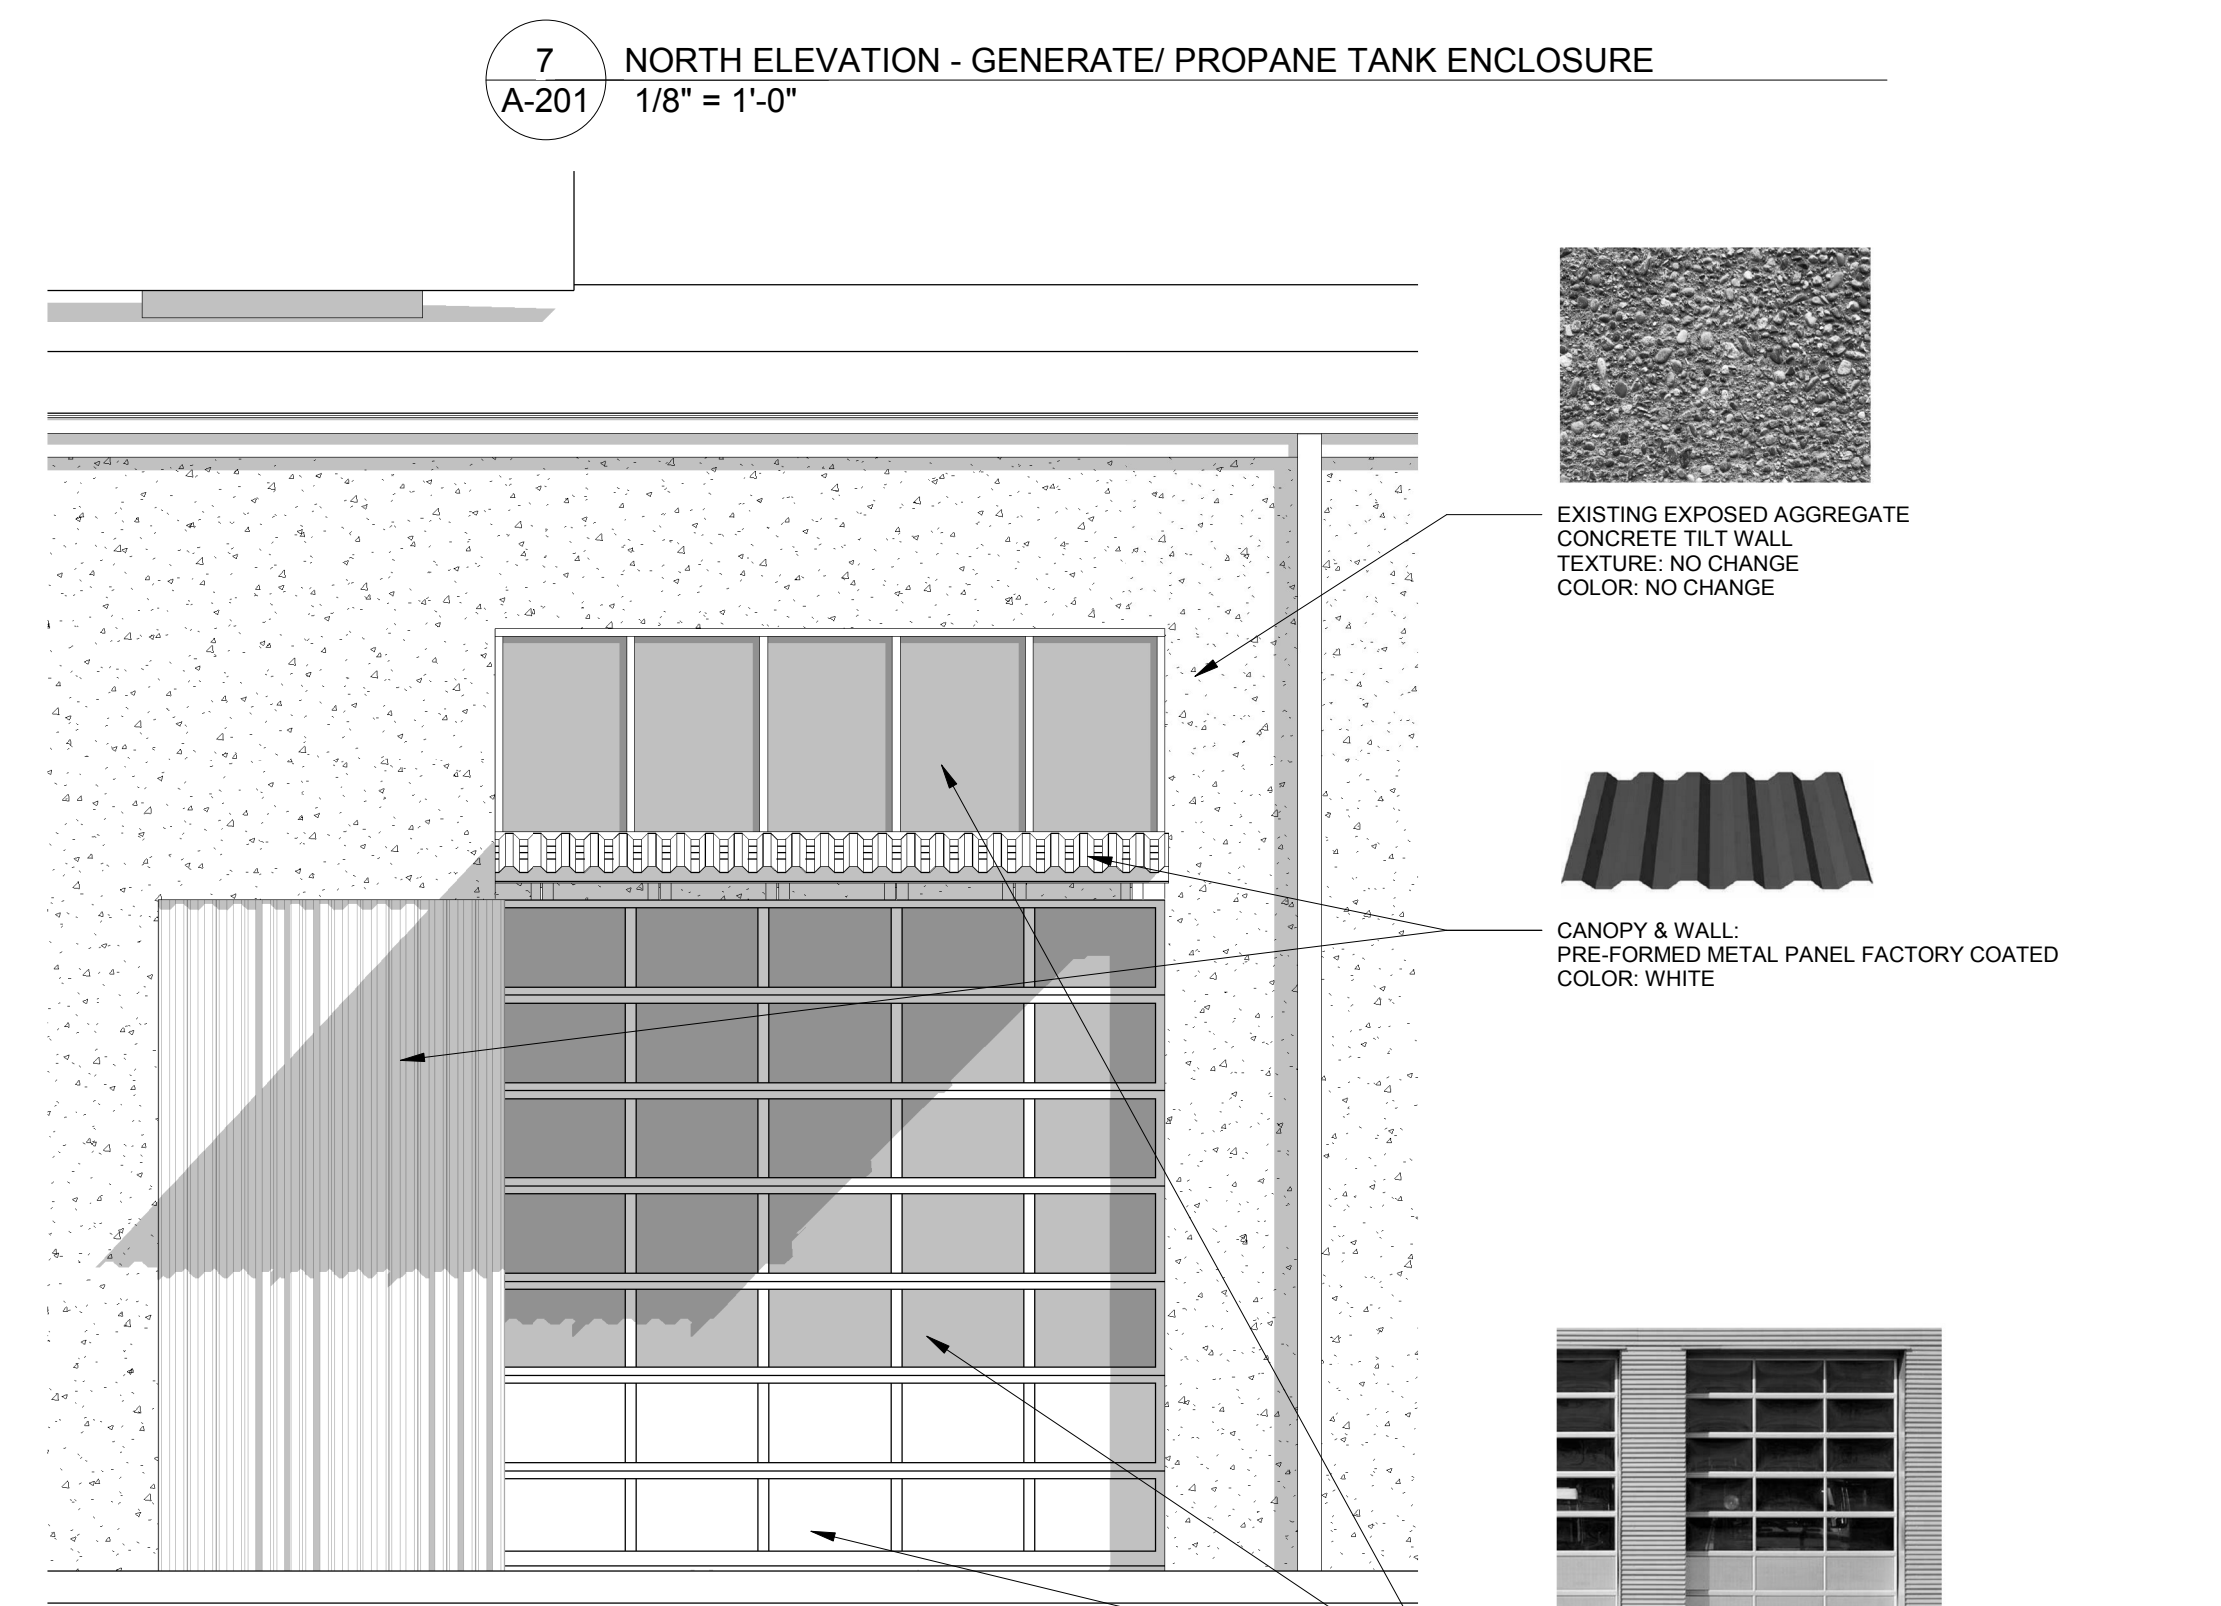 7
NORTH ELEVATION - GENERATE/ PROPANE TANK ENCLOSURE
A-201
1/8" = 1'-0"
EXISTING EXPOSED AGGREGATE
CONCRETE TILT WALL
TEXTURE: NO CHANGE
COLOR: NO CHANGE
CANOPY & WALL:
PRE-FORMED METAL PANEL FACTORY COATED
COLOR: WHITE